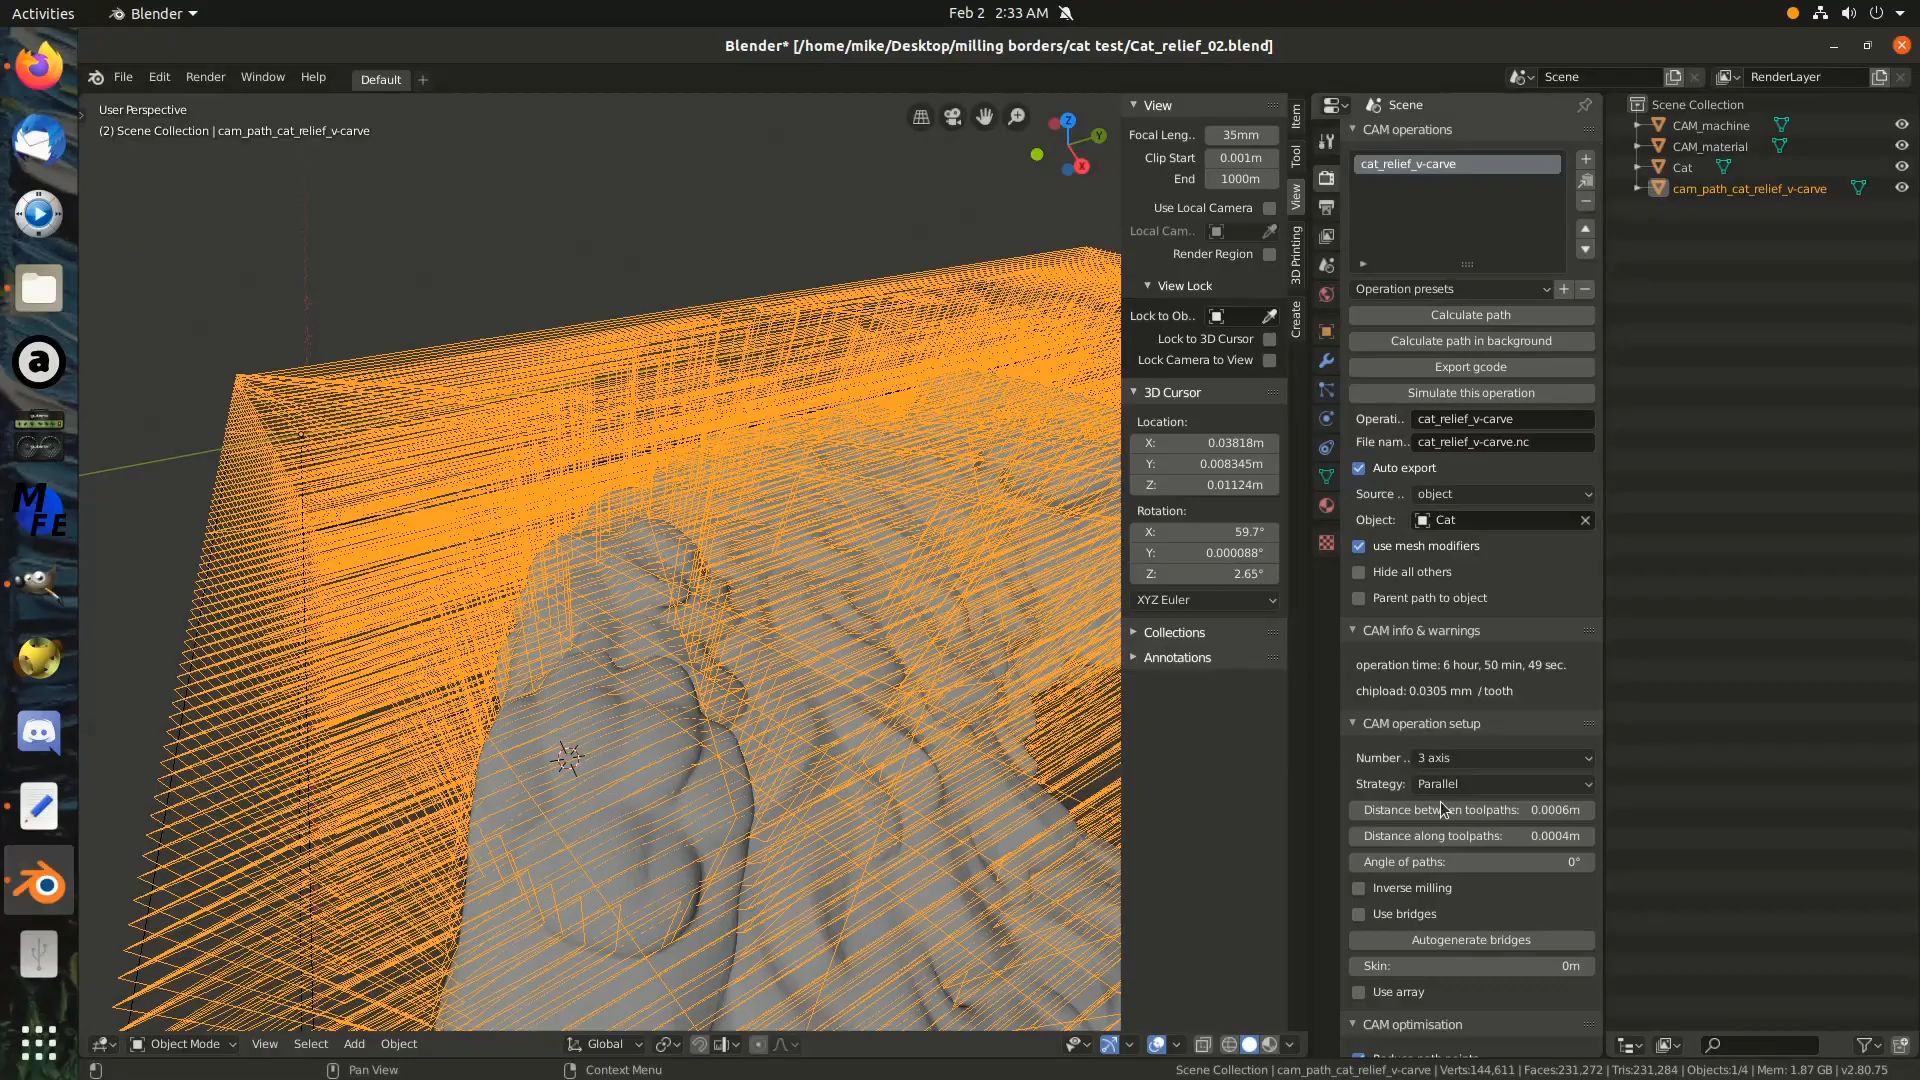 Activities
Blender
Feb 2 2:33 AM
Blender* [/home/mike/Desktop/milling borders/cat test/Cat_relief_02.blend]
File Edit Render Window Help
Default +
Scene
RenderLayer
User Perspective
(2) Scene Collection | cam_path_cat_relief_v-carve
Z
Y
X
View
Focal Leng.. 35mm
Clip Start 0.001m
End 1000m
Use Local Camera
Local Cam..
Render Region
View Lock
Lock to Ob..
Lock to 3D Cursor
Lock Camera to View
3D Cursor
Location:
X: 0.03818m
Y: 0.008345m
Z: 0.01124m
Rotation:
X: 59.7°
Y: 0.000088°
Z: 2.65°
XYZ Euler
Collections
Annotations
Item
Tool
View
3D Printing
Create
Scene
CAM operations
cat_relief_v-carve
Operation presets
Calculate path
Calculate path in background
Export gcode
Simulate this operation
Operati.. cat_relief_v-carve
File nam.. cat_relief_v-carve.nc
Auto export
Source .. object
Object: Cat
use mesh modifiers
Hide all others
Parent path to object
CAM info & warnings
operation time: 6 hour, 50 min, 49 sec.
chipload: 0.0305 mm / tooth
CAM operation setup
Number .. 3 axis
Strategy: Parallel
Distance between toolpaths: 0.0006m
Distance along toolpaths: 0.0004m
Angle of paths: 0°
Inverse milling
Use bridges
Autogenerate bridges
Skin: 0m
Use array
CAM optimisation
Reduce path points
Scene Collection
CAM_machine
CAM_material
Cat
cam_path_cat_relief_v-carve
a
M
FE
Object Mode View Select Add Object
Global
Pan View
Context Menu
Scene Collection | cam_path_cat_relief_v-carve | Verts:144,611 | Faces:231,272 | Tris:231,284 | Objects:1/4 | Mem: 1.87 GB | v2.80.75